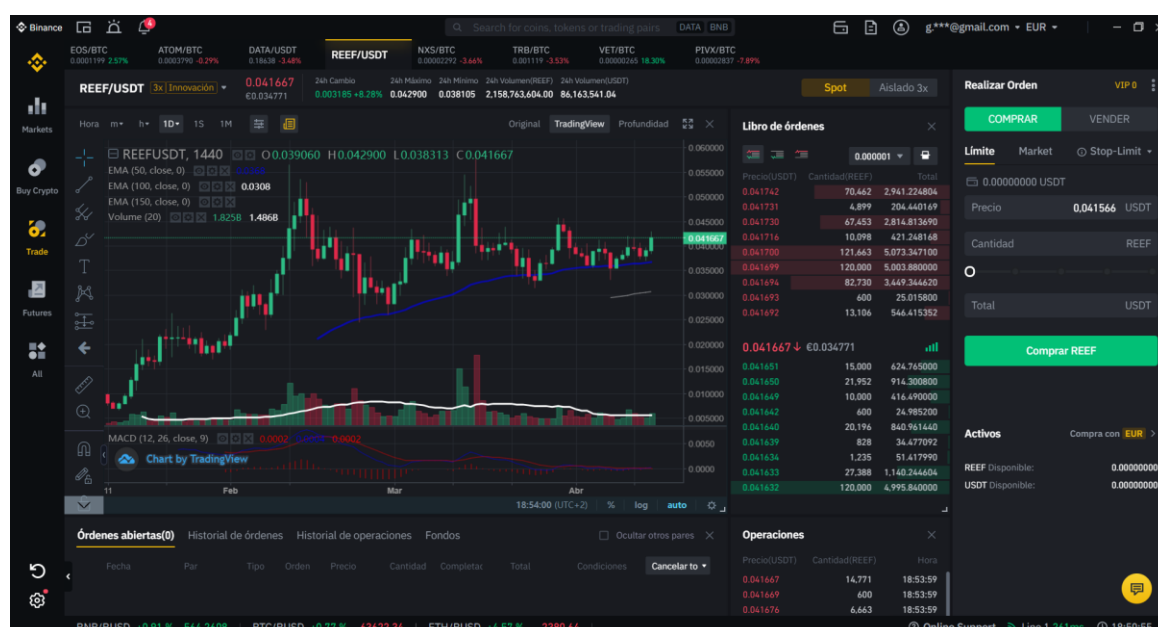 Binance
4
Search for coins, tokens or trading pairs DATA BNB
g.***@gmail.com EUR
EOS/BTC
0.0001199 2.57%
ATOM/BTC
0.0003790 -0.29%
DATA/USDT
0.18638 -3.48%
REEF/USDT
NXS/BTC
0.00002292 -3.66%
TRB/BTC
0.001119 -3.53%
VET/BTC
0.00000265 18.30%
PIVX/BTC
0.00002837 -7.89%
Markets
Buy Crypto
Trade
Futures
All
REEF/USDT 3x Innovación
0.041667
€0.034771
24h Cambio
0.003185 +8.28%
24h Máximo
0.042900
24h Mínimo
0.038105
24h Volumen(REEF)
2,158,763,604.00
24h Volumen(USDT)
86,163,541.04
Spot Aislado 3x
Hora m h 1D 1S 1M
Original TradingView Profundidad
REEFUSDT, 1440 O0.039060 H0.042900 L0.038313 C0.041667
EMA (50, close, 0)
EMA (100, close, 0) 0.0308
EMA (150, close, 0)
Volume (20) 1.825B 1.486B
0.060000
0.055000
0.050000
0.045000
0.041667
0.040000
0.035000
0.030000
0.025000
0.020000
0.015000
0.010000
0.005000
MACD (12, 26, close, 9) 0.0002 0.0002
Chart by TradingView
0.0050
0.0000
11 Feb Mar Abr
18:54:00 (UTC+2) % log auto
Libro de órdenes
0.000001
Precio(USDT) Cantidad(REEF) Total
0.041742 70,462 2,941.224804
0.041731 4,899 204.440169
0.041730 67,453 2,814.813690
0.041716 10,098 421.248168
0.041700 121,663 5,073.347100
0.041699 120,000 5,003.880000
0.041694 82,730 3,449.344620
0.041693 600 25.015800
0.041692 13,106 546.415352
0.041667 €0.034771
0.041651 15,000 624.765000
0.041650 21,952 914.300800
0.041649 10,000 416.490000
0.041642 600 24.985200
0.041640 20,196 840.961440
0.041639 828 34.477092
0.041634 1,235 51.417990
0.041633 27,388 1,140.244604
0.041632 120,000 4,995.840000
Realizar Orden VIP 0
COMPRAR VENDER
Límite Market Stop-Limit
0.00000000 USDT
Precio 0,041566 USDT
Cantidad REEF
Total USDT
Comprar REEF
Activos Compra con EUR
REEF Disponible: 0.00000000
USDT Disponible: 0.00000000
Órdenes abiertas(0) Historial de órdenes Historial de operaciones Fondos
Ocultar otros pares
Fecha Par Tipo Orden Precio Cantidad Completac Total Condiciones Cancelar to
Operaciones
Precio(USDT) Cantidad(REEF) Hora
0.041667 14,771 18:53:59
0.041669 600 18:53:59
0.041676 6,663 18:53:59